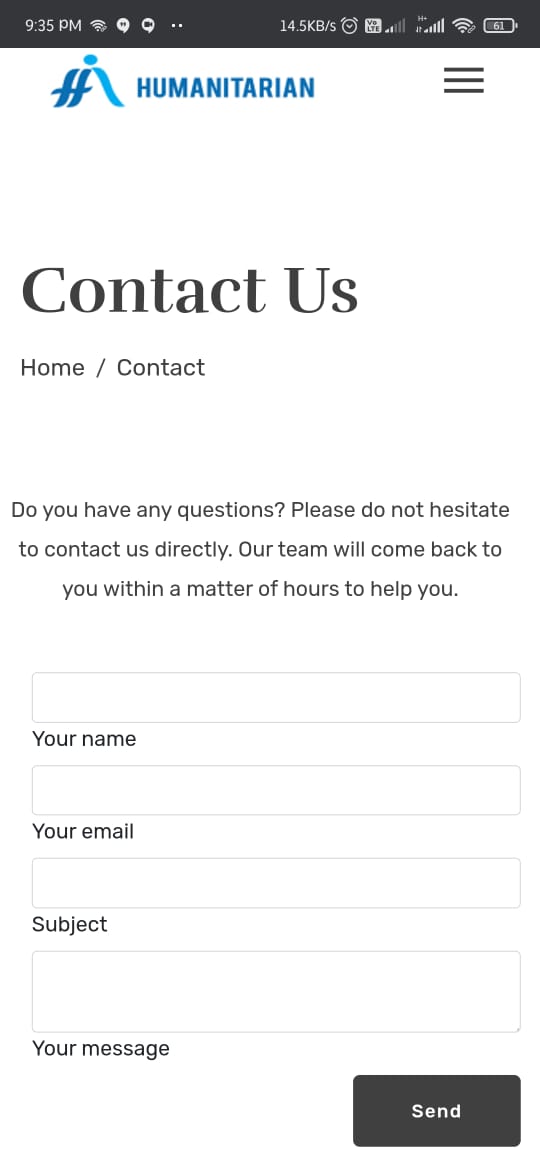 9:35 PM
14.5KB/s
Vo
LTE
H+
61
HUMANITARIAN
Contact Us
Home / Contact
Do you have any questions? Please do not hesitate
to contact us directly. Our team will come back to
you within a matter of hours to help you.
Your name
Your email
Subject
Your message
Send